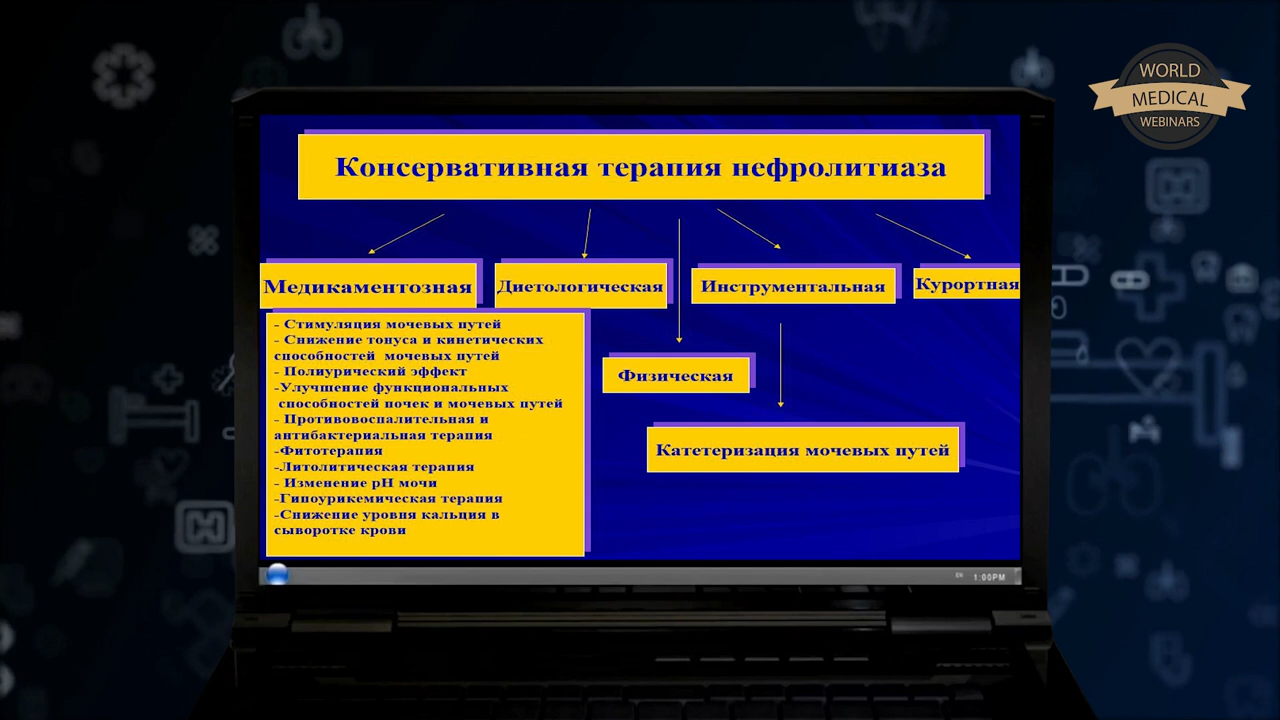 WORLD
MEDICAL
WEBINARS
Консервативная терапия нефролитиаза
Медикаментозная
Диетологическая
Инструментальная
Курортная
- Стимуляция мочевых путей
- Снижение тонуса и кинетических
способностей мочевых путей
- Полиурический эффект
-Улучшение функциональных
способностей почек и мочевых путей
- Противовоспалительная и
антибактериальная терапия
-Фитотерапия
-Литолитическая терапия
- Изменение рН мочи
-Гипоурикемическая терапия
-Снижение уровня кальция в
сыворотке крови
Физическая
Катетеризация мочевых путей
EN 1:00PM